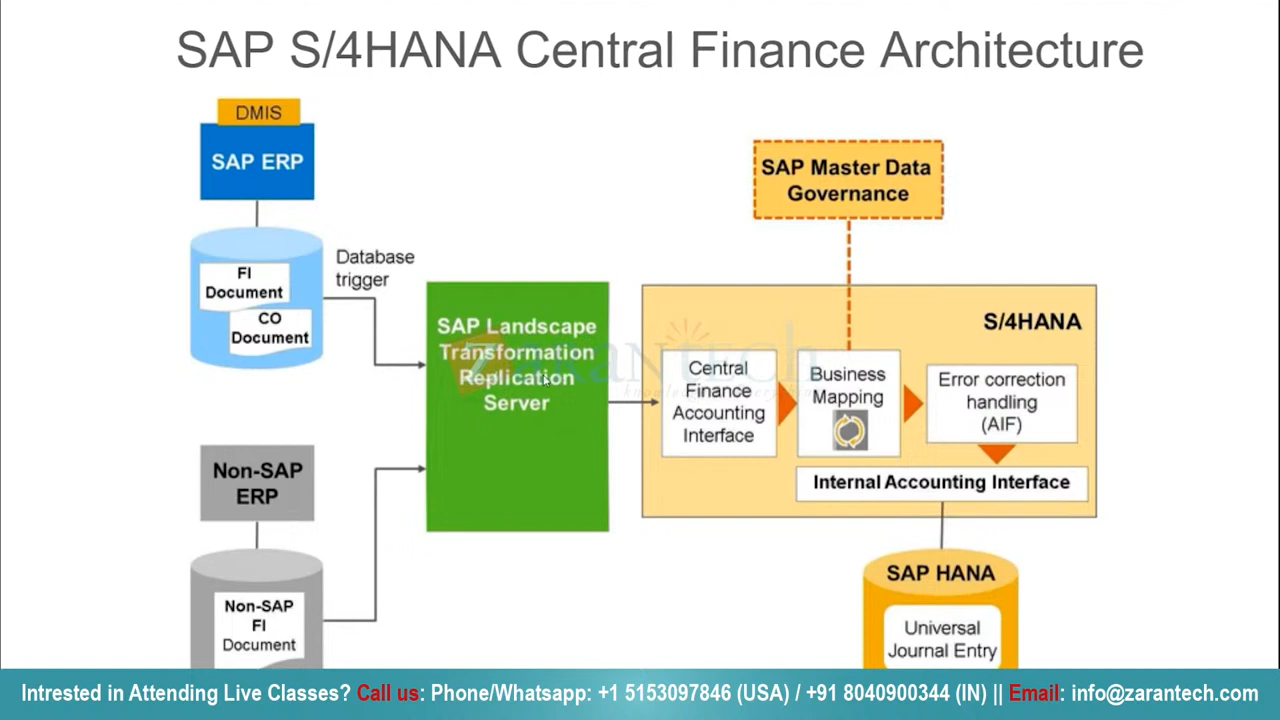 SAP S/4HANA Central Finance Architecture
DMIS
SAP ERP
FI
Document
CO
Document
Database
trigger
Non-SAP
ERP
Non-SAP
FI
Document
SAP Landscape
Transformation
Replication
Server
SAP Master Data
Governance
S/4HANA
Central
Finance
Accounting
Interface
Business
Mapping
Error correction
handling
(AIF)
Internal Accounting Interface
SAP HANA
Universal
Journal Entry
Zarantech
Intrested in Attending Live Classes? Call us: Phone/Whatsapp: +1 5153097846 (USA) / +91 8040900344 (IN) || Email: info@zarantech.com